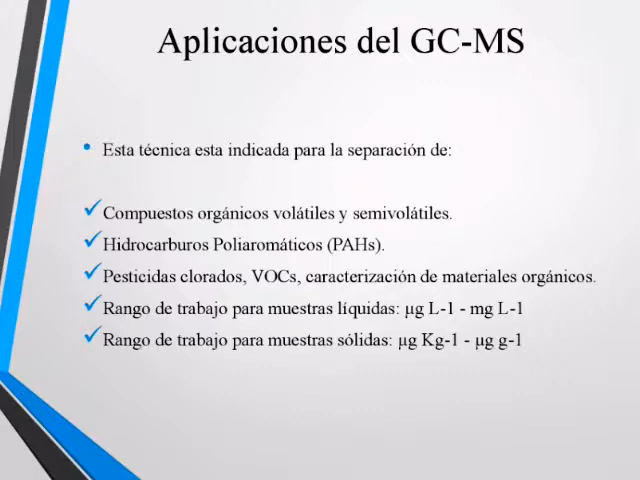 Aplicaciones del GC-MS
• Esta técnica esta indicada para la separación de:
✓Compuestos orgánicos volátiles y semivolátiles.
✓Hidrocarburos Poliaromáticos (PAHs).
✓Pesticidas clorados, VOCs, caracterización de materiales orgánicos.
✓Rango de trabajo para muestras líquidas: µg L-1 - mg L-1
✓Rango de trabajo para muestras sólidas: µg Kg-1 - µg g-1